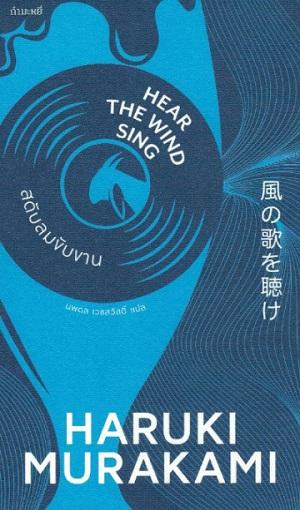 กำมะหยี่
HEAR
THE WIND
SING
สดับลมขับขาน
นพดล เวชสวัสดิ์ แปล
風の歌を聴け
HARUKI
MURAKAMI